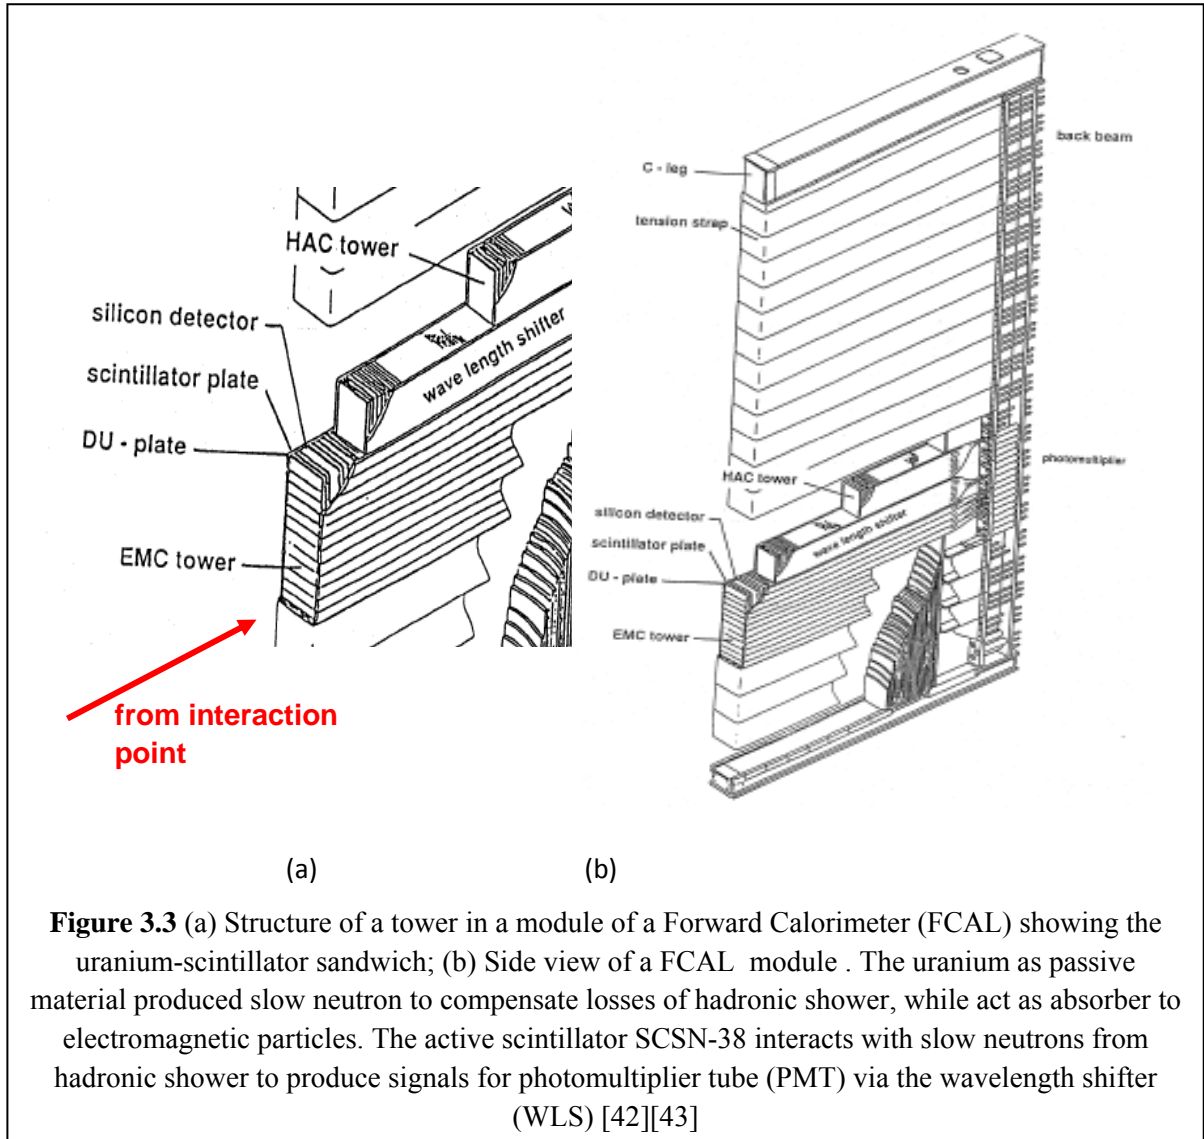 HAC tower
silicon detector
scintillator plate
DU - plate
wave length shifter
EMC tower
from interaction
point
back beam
C - leg
tension strap
HAC tower
photomultiplier
silicon detector
scintillator plate
wave length shifter
DU - plate
EMC tower
(a)
(b)
Figure 3.3 (a) Structure of a tower in a module of a Forward Calorimeter (FCAL) showing the
uranium-scintillator sandwich; (b) Side view of a FCAL module . The uranium as passive
material produced slow neutron to compensate losses of hadronic shower, while act as absorber to
electromagnetic particles. The active scintillator SCSN-38 interacts with slow neutrons from
hadronic shower to produce signals for photomultiplier tube (PMT) via the wavelength shifter
(WLS) [42][43]